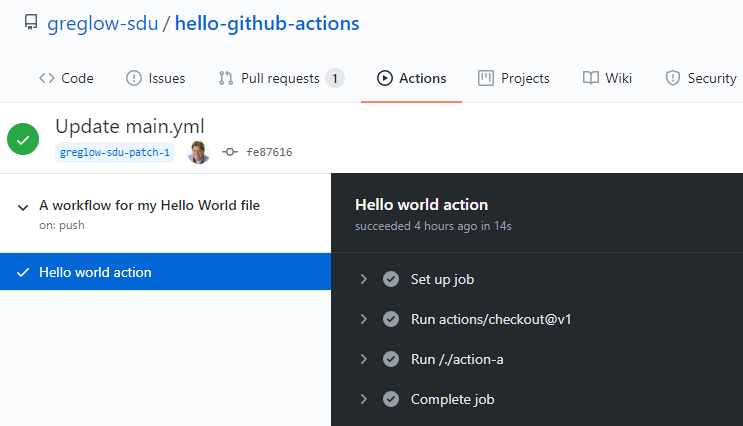 greglow-sdu / hello-github-actions
Code Issues Pull requests 1 Actions Projects Wiki Security
Update main.yml
greglow-sdu-patch-1 fe87616
A workflow for my Hello World file
on: push
Hello world action
Hello world action
succeeded 4 hours ago in 14s
Set up job
Run actions/checkout@v1
Run /./action-a
Complete job